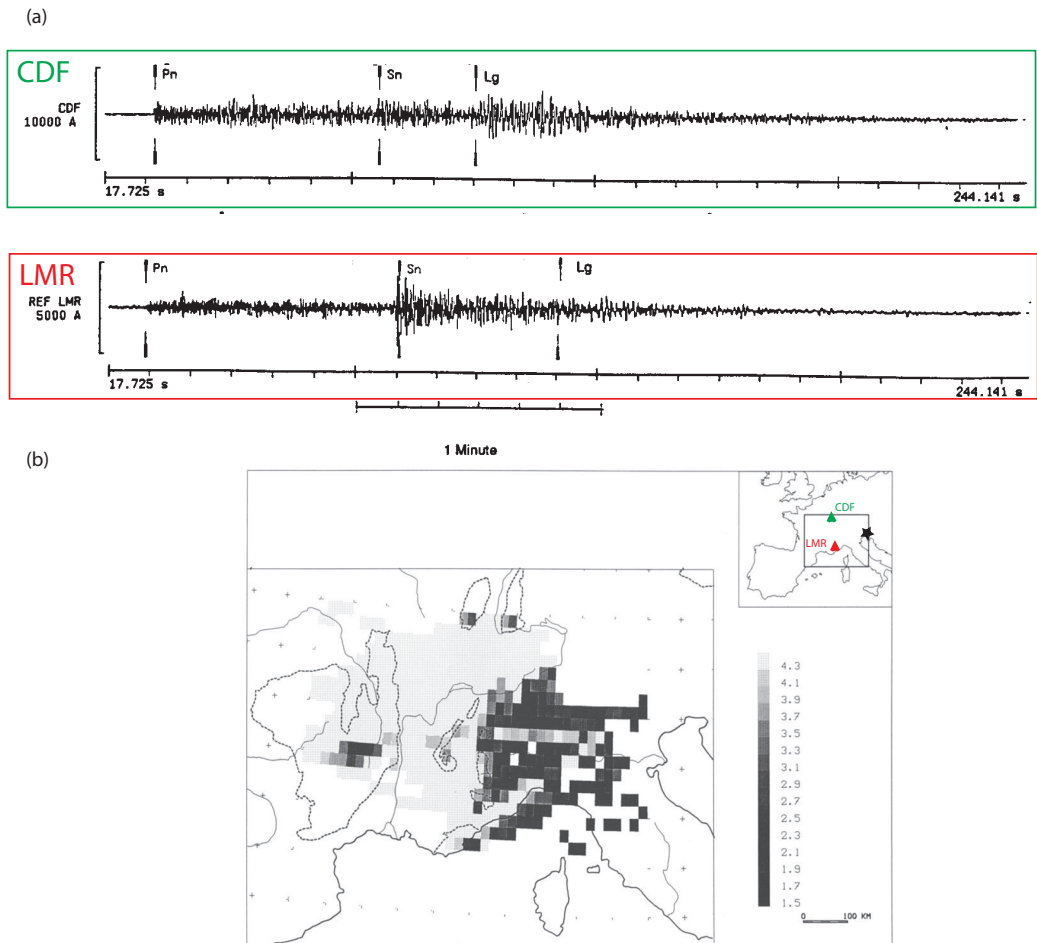 (a)
CDF
Pn
Sn
Lg
CDF
10000 A
17.725 s
244.141 s
LMR
Pn
Sn
Lg
REF LMR
5000 A
17.725 s
244.141 s
1 Minute
(b)
CDF
LMR
4.3
4.1
3.9
3.7
3.5
3.3
3.1
2.9
2.7
2.5
2.3
2.1
1.9
1.7
1.5
0
100 KM